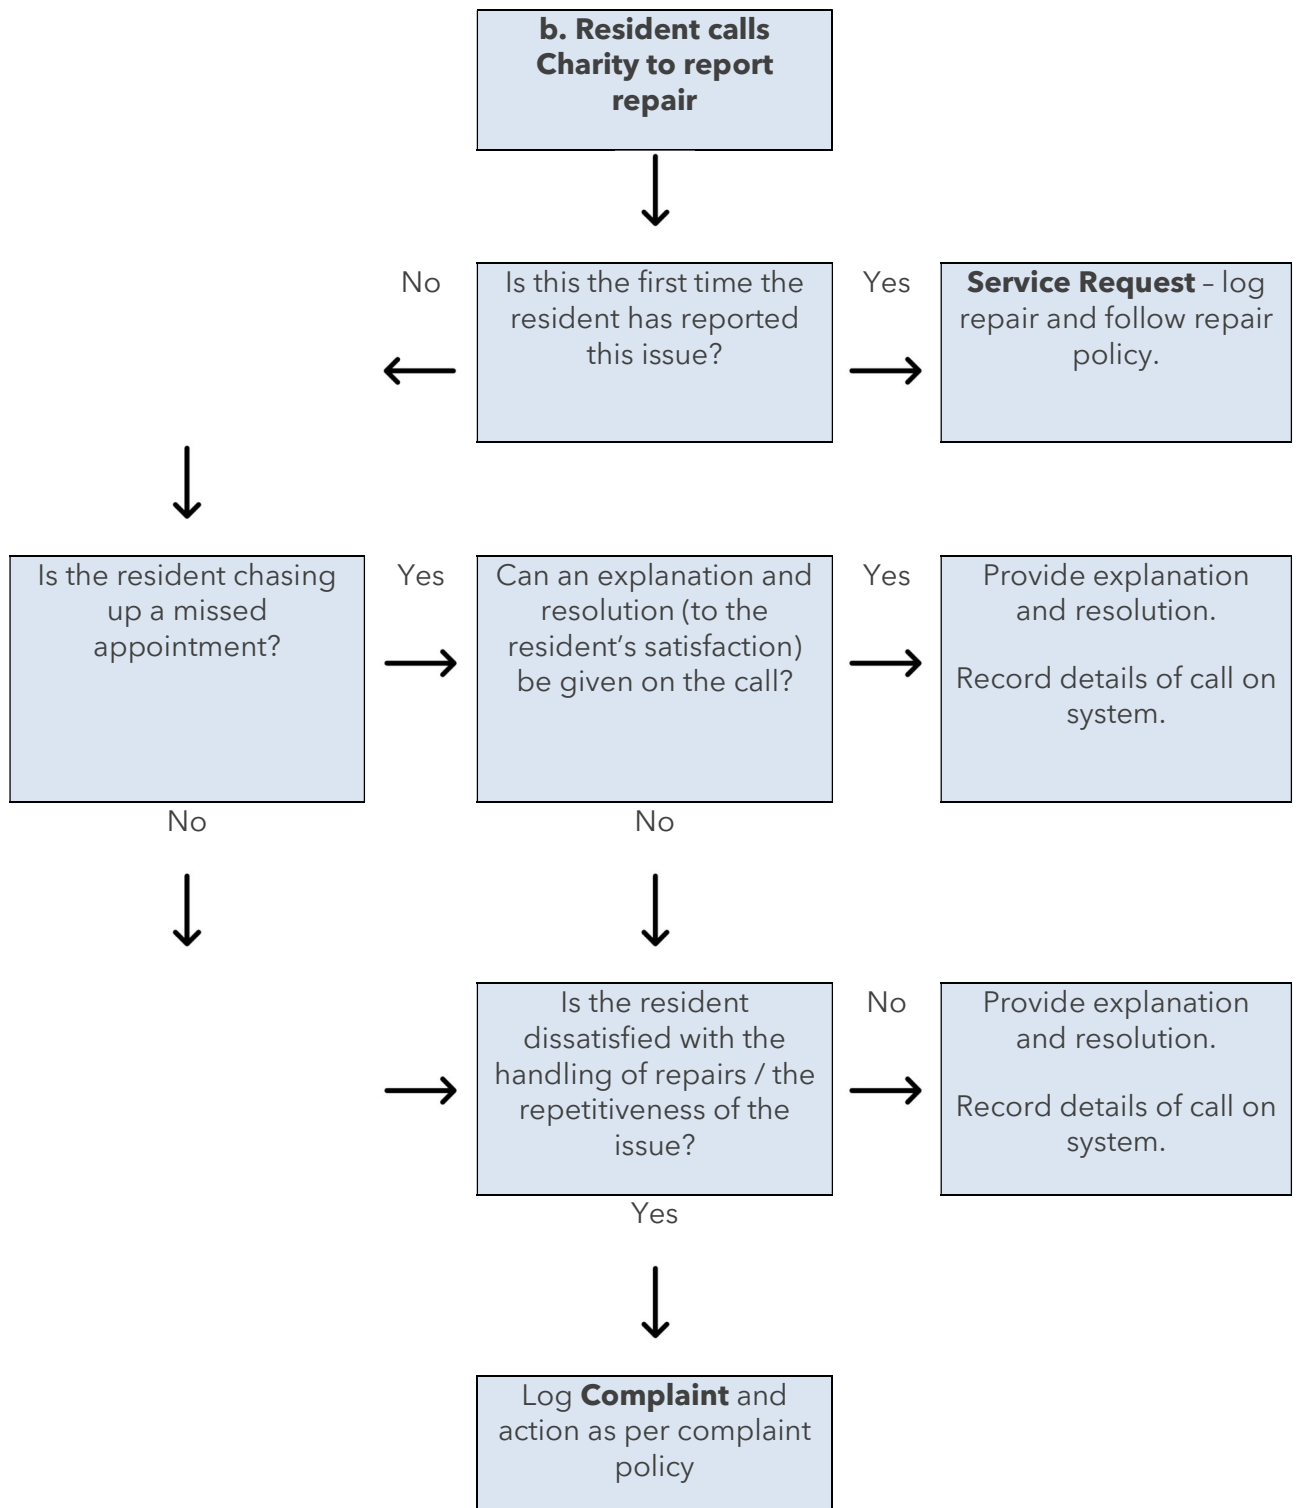 b. Resident calls
Charity to report
repair
No
Is this the first time the
resident has reported
this issue?
Yes
Service Request – log
repair and follow repair
policy.
Is the resident chasing
up a missed
appointment?
Yes
Can an explanation and
resolution (to the
resident’s satisfaction)
be given on the call?
Yes
Provide explanation
and resolution.
Record details of call on
system.
No
No
Is the resident
dissatisfied with the
handling of repairs / the
repetitiveness of the
issue?
No
Provide explanation
and resolution.
Record details of call on
system.
Yes
Log Complaint and
action as per complaint
policy